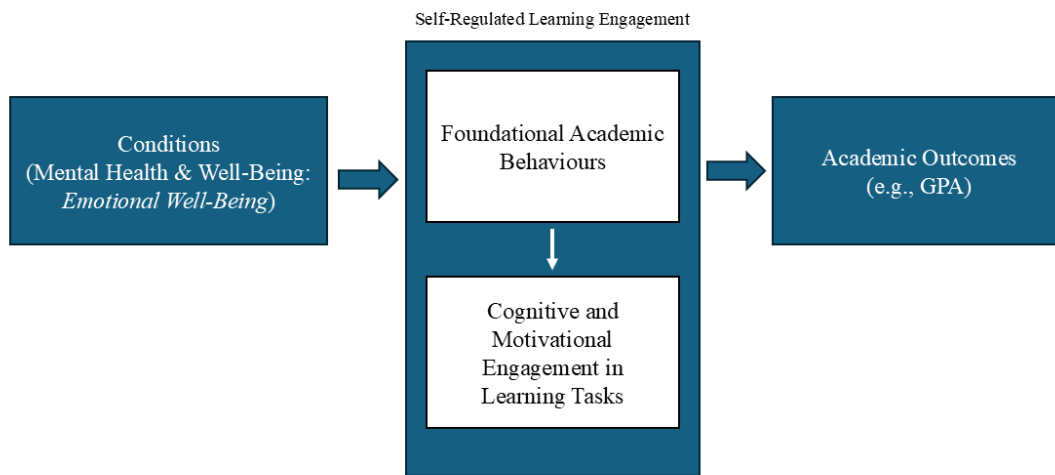 Self-Regulated Learning Engagement
Conditions
(Mental Health & Well-Being:
Emotional Well-Being)
Foundational Academic
Behaviours
Cognitive and
Motivational
Engagement in
Learning Tasks
Academic Outcomes
(e.g., GPA)